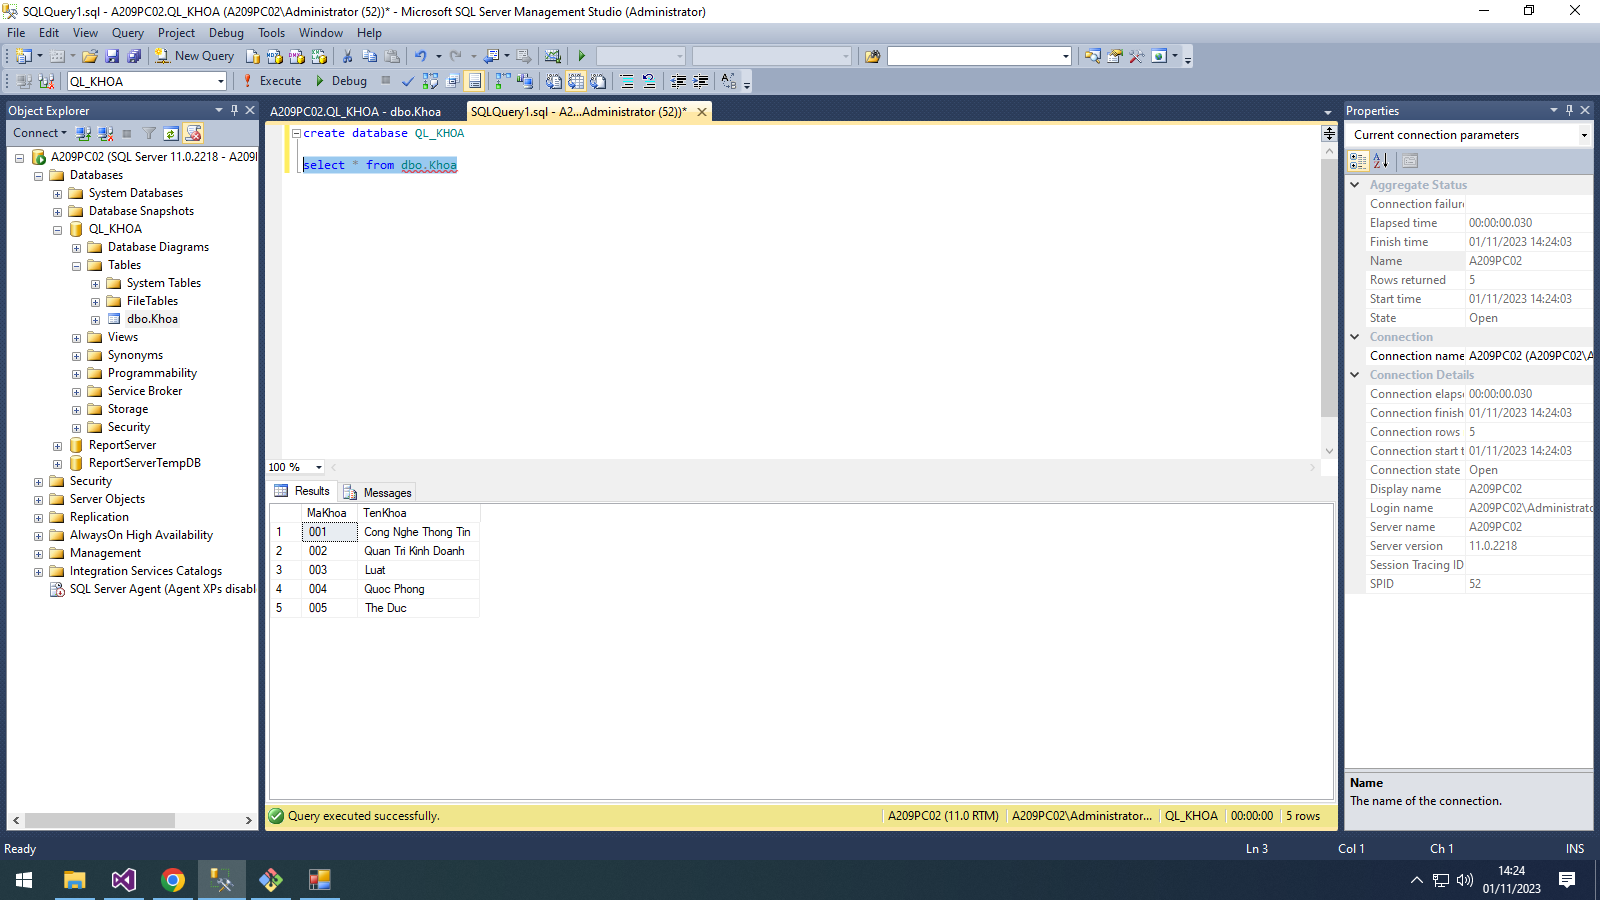 SQLQuery1.sql - A209PC02.QL_KHOA (A209PC02\Administrator (52))* - Microsoft SQL Server Management Studio (Administrator)
File Edit View Query Project Debug Tools Window Help
New Query
QL_KHOA Execute Debug
Object Explorer
Connect
A209PC02 (SQL Server 11.0.2218 - A209
Databases
System Databases
Database Snapshots
QL_KHOA
Database Diagrams
Tables
System Tables
FileTables
dbo.Khoa
Views
Synonyms
Programmability
Service Broker
Storage
Security
ReportServer
ReportServerTempDB
Security
Server Objects
Replication
AlwaysOn High Availability
Management
Integration Services Catalogs
SQL Server Agent (Agent XPs disabl
A209PC02.QL_KHOA - dbo.Khoa
SQLQuery1.sql - A2...Administrator (52))*
create database QL_KHOA
select * from dbo.Khoa
100 %
Results Messages
MaKhoa TenKhoa
1 001 Cong Nghe Thong Tin
2 002 Quan Tri Kinh Doanh
3 003 Luat
4 004 Quoc Phong
5 005 The Duc
Query executed successfully.
A209PC02 (11.0 RTM) A209PC02\Administrator... QL_KHOA 00:00:00 5 rows
Properties
Current connection parameters
Aggregate Status
Connection failure
Elapsed time 00:00:00.030
Finish time 01/11/2023 14:24:03
Name A209PC02
Rows returned 5
Start time 01/11/2023 14:24:03
State Open
Connection
Connection name A209PC02 (A209PC02\A
Connection Details
Connection elapse 00:00:00.030
Connection finish 01/11/2023 14:24:03
Connection rows 5
Connection start t 01/11/2023 14:24:03
Connection state Open
Display name A209PC02
Login name A209PC02\Administrato
Server name A209PC02
Server version 11.0.2218
Session Tracing ID
SPID 52
Name
The name of the connection.
Ready Ln 3 Col 1 Ch 1 INS
14:24
01/11/2023